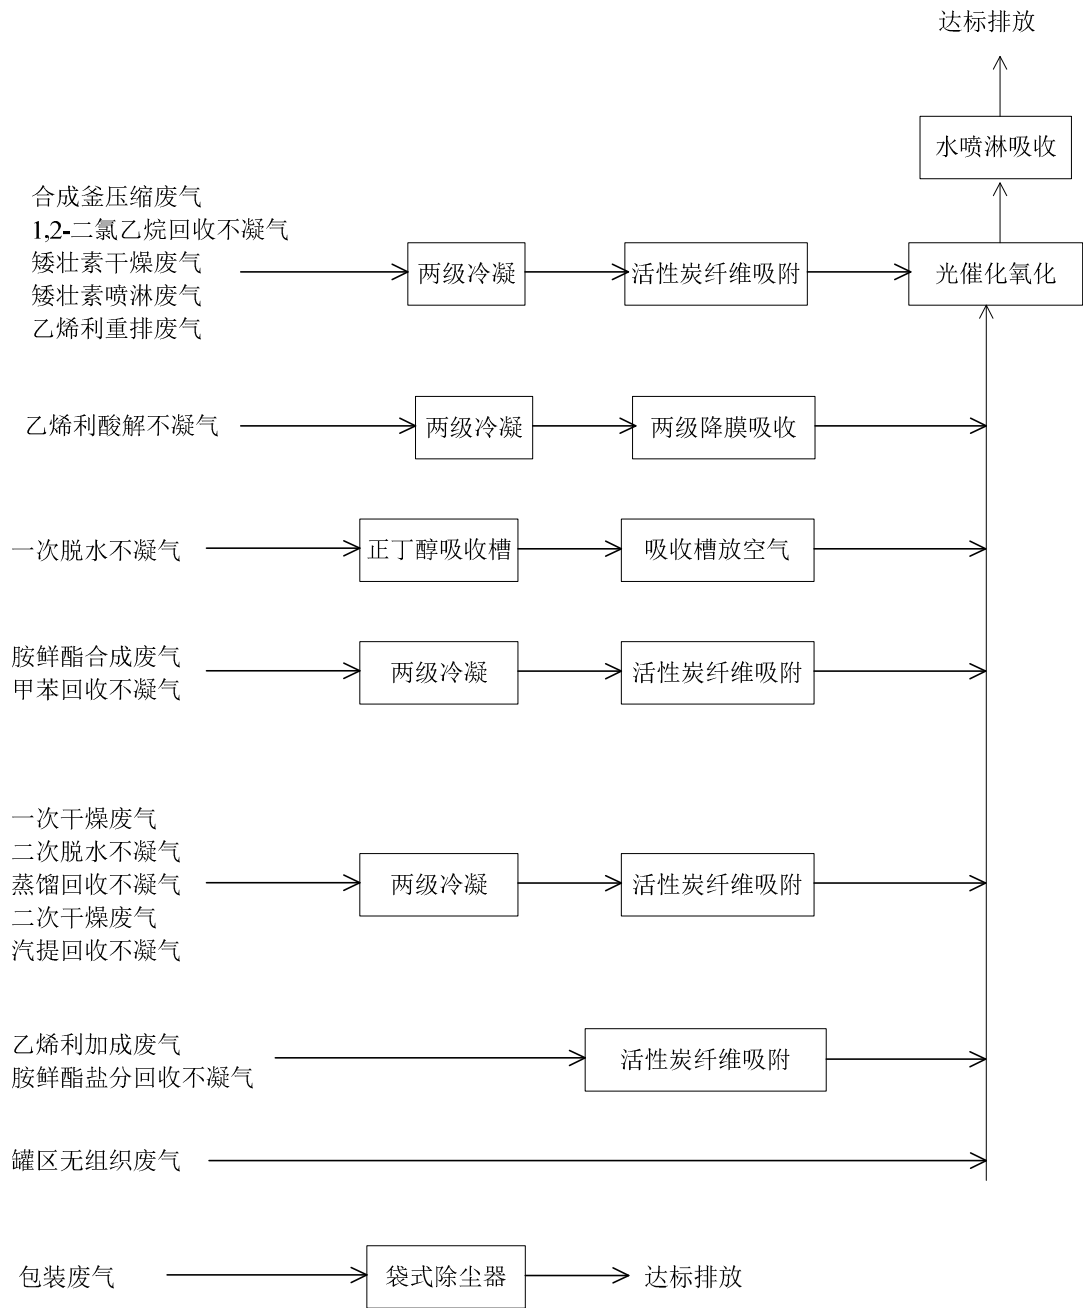 达标排放
水喷淋吸收
合成釜压缩废气
1,2-二氯乙烷回收不凝气
矮壮素干燥废气
矮壮素喷淋废气
乙烯利重排废气
两级冷凝
活性炭纤维吸附
光催化氧化
乙烯利酸解不凝气
两级冷凝
两级降膜吸收
一次脱水不凝气
正丁醇吸收槽
吸收槽放空气
胺鲜酯合成废气
甲苯回收不凝气
两级冷凝
活性炭纤维吸附
一次干燥废气
二次脱水不凝气
蒸馏回收不凝气
二次干燥废气
汽提回收不凝气
两级冷凝
活性炭纤维吸附
乙烯利加成废气
胺鲜酯盐分回收不凝气
活性炭纤维吸附
罐区无组织废气
包装废气
袋式除尘器
达标排放